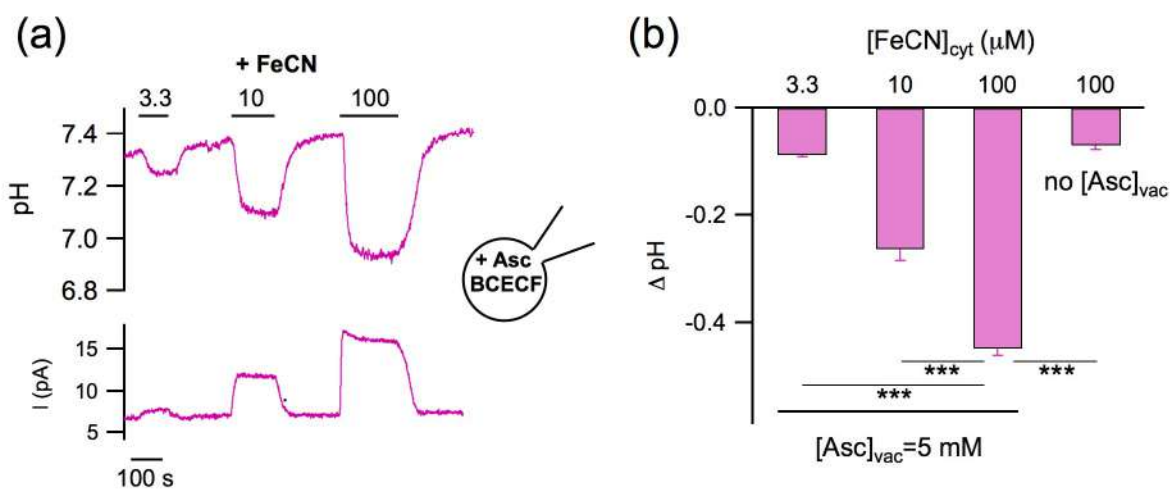 (a)
+ FeCN
3.3 10 100
7.4
7.2
7.0
6.8
pH
+ Asc
BCECF
15
10
5
I (pA)
100 s
(b)
[FeCN]cyt (μM)
3.3 10 100 100
0.0
-0.2
-0.4
Δ pH
no [Asc]vac
*** ***
***
[Asc]vac=5 mM